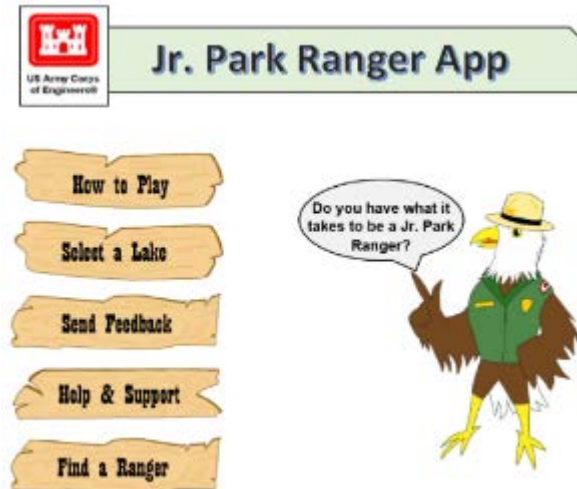 US Army Corps
of Engineers®
Jr. Park Ranger App
How to Play
Select a Lake
Send Feedback
Help & Support
Find a Ranger
Do you have what it
takes to be a Jr. Park
Ranger?